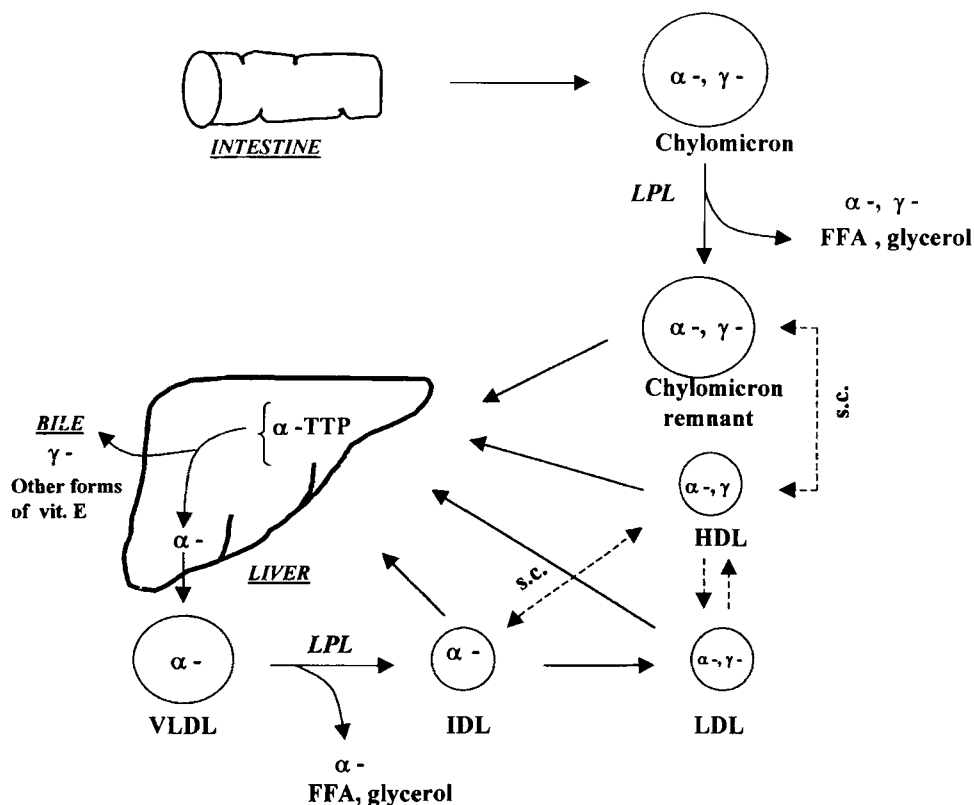 α -, γ -
INTESTINE
Chylomicron
LPL
α -, γ -
FFA , glycerol
α -, γ -
Chylomicron
remnant
s.c.
BILE
γ -
Other forms
of vit. E
α -TTP
α -
LIVER
α -, γ
HDL
s.c.
α -
VLDL
LPL
α -
FFA, glycerol
α -
IDL
α -, γ -
LDL